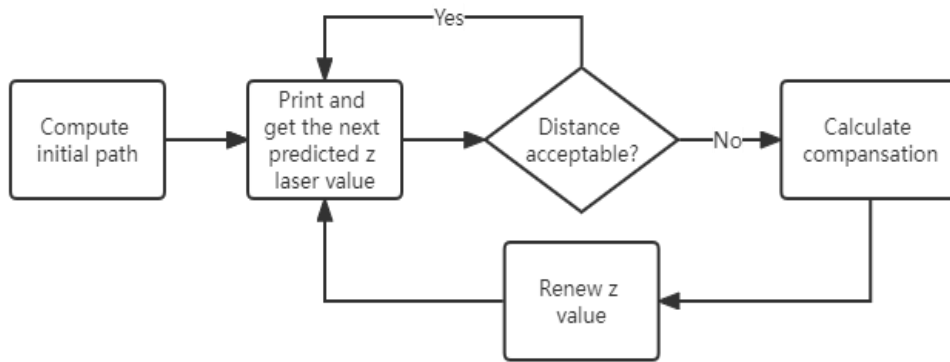 Yes
Compute
initial path
Print and
get the next
predicted z
laser value
Distance
acceptable?
No
Calculate
compansation
Renew z
value